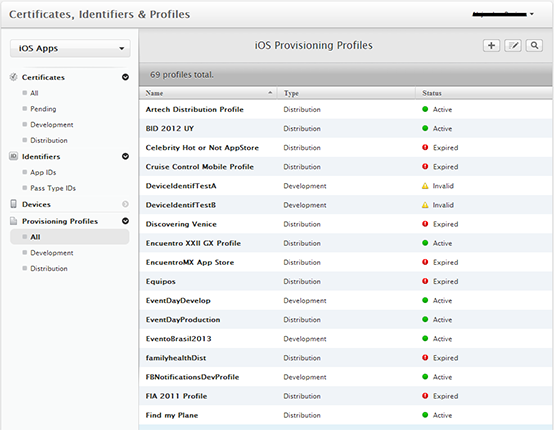 Certificates, Identifiers & Profiles
iOS Apps
iOS Provisioning Profiles
69 profiles total.
Certificates
All
Pending
Development
Distribution
Identifiers
App IDs
Pass Type IDs
Devices
Provisioning Profiles
All
Development
Distribution
Name Type Status
Artech Distribution Profile Distribution Active
BID 2012 UY Distribution Active
Celebrity Hot or Not AppStore Distribution Expired
Cruise Control Mobile Profile Distribution Expired
DeviceIdentifTestA Development Invalid
DeviceIdentifTestB Development Invalid
Discovering Venice Distribution Expired
Encuentro XXII GX Profile Distribution Active
EncuentroMX App Store Distribution Expired
Equipos Distribution Expired
EventDayDevelop Development Active
EventDayProduction Distribution Active
EventoBrasil2013 Development Active
familyhealthDist Distribution Expired
FBNotificationsDevProfile Development Active
FIA 2011 Profile Distribution Expired
Find my Plane Distribution Active